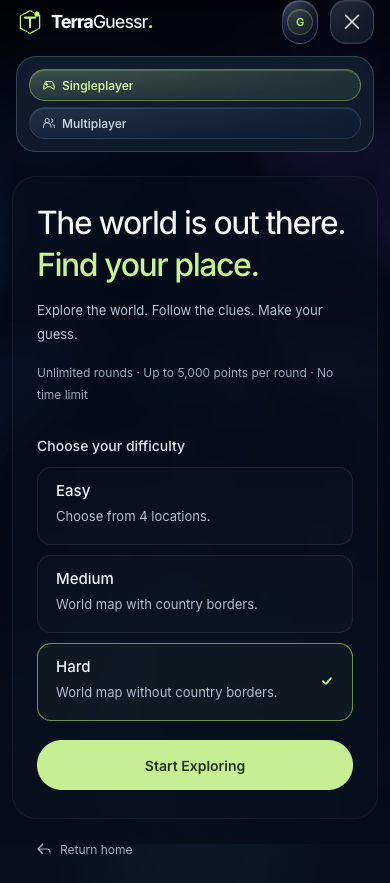 TerraGuessr.
G
Singleplayer
Multiplayer
The world is out there.
Find your place.
Explore the world. Follow the clues. Make your
guess.
Unlimited rounds · Up to 5,000 points per round · No
time limit
Choose your difficulty
Easy
Choose from 4 locations.
Medium
World map with country borders.
Hard
World map without country borders.
Start Exploring
Return home